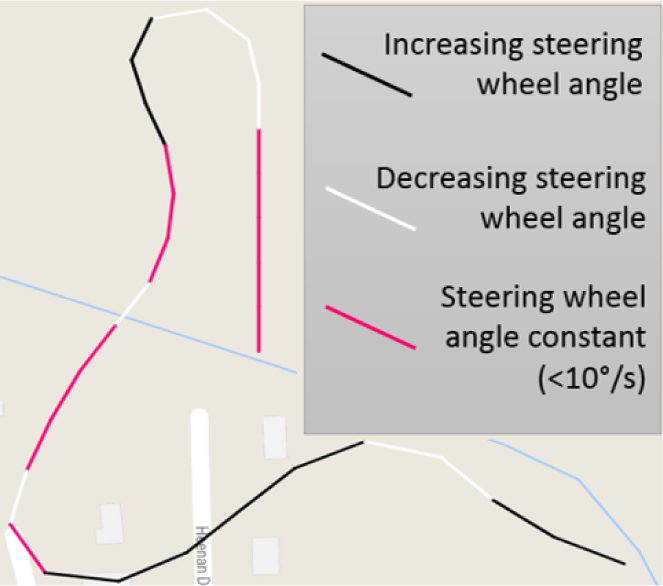 Increasing steering
wheel angle
Decreasing steering
wheel angle
Steering wheel
angle constant
(<10°/s)
Heenan D